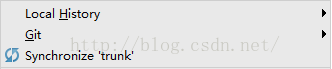 Local History
Git
http://blog.csdn.net/
Synchronize 'trunk'